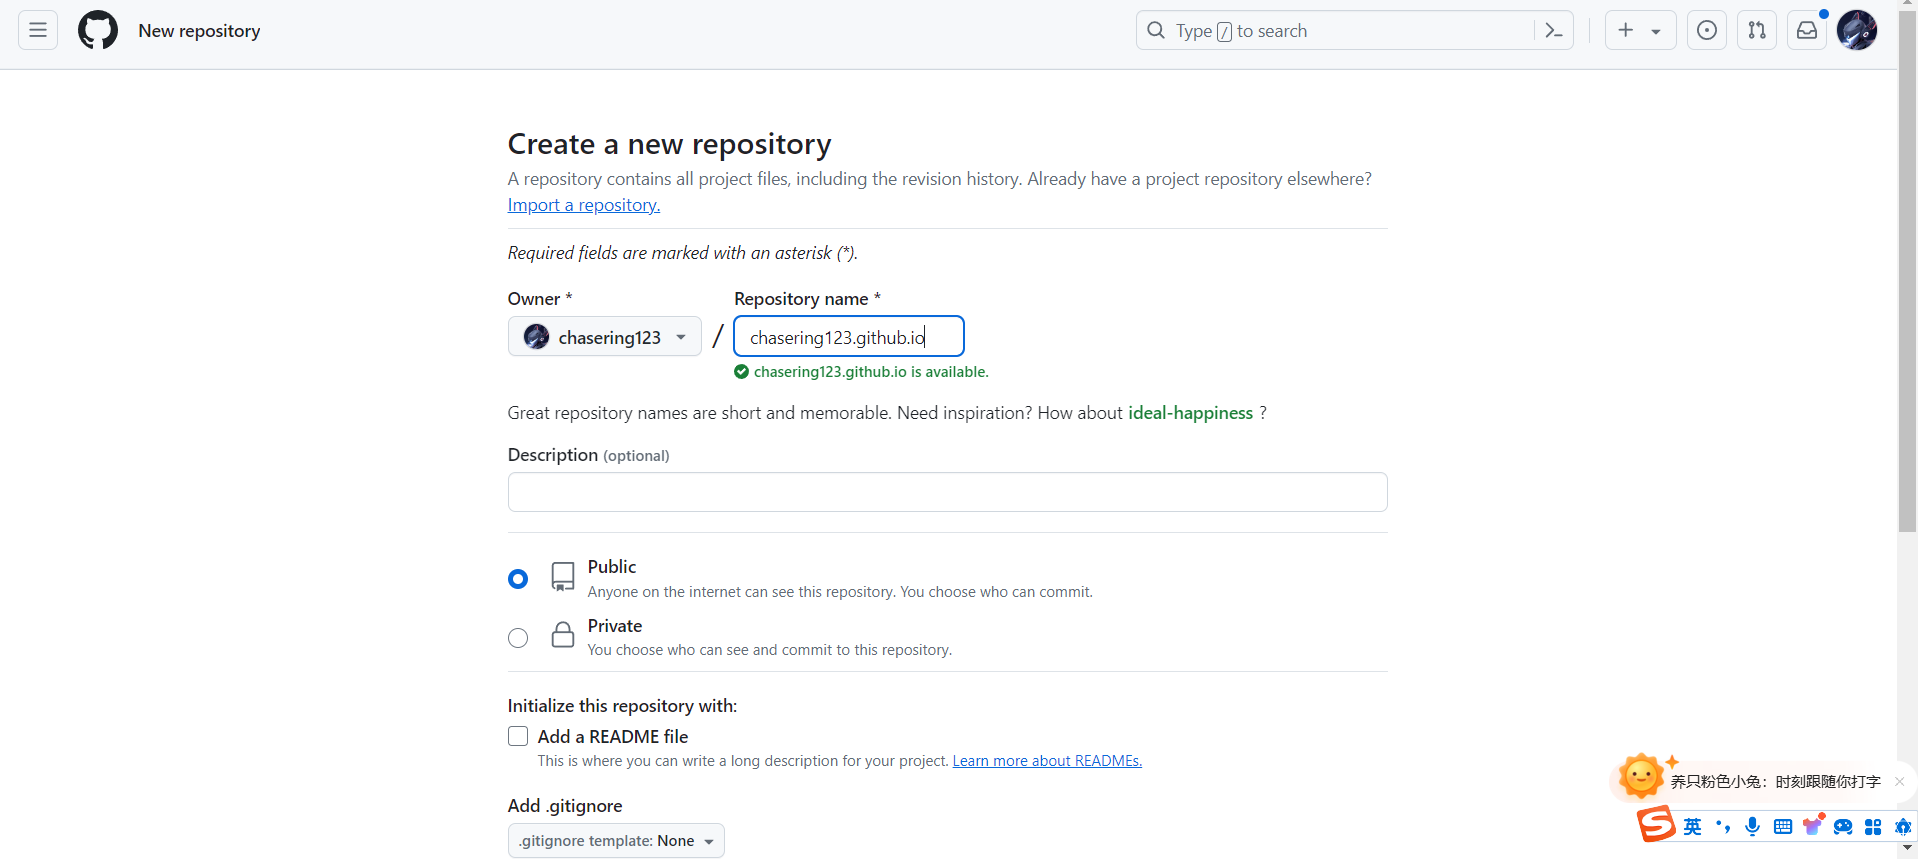 New repository
Type / to search
Create a new repository
A repository contains all project files, including the revision history. Already have a project repository elsewhere?
Import a repository.
Required fields are marked with an asterisk (*).
Owner *
Repository name *
chasering123
/
chasering123.github.io
chasering123.github.io is available.
Great repository names are short and memorable. Need inspiration? How about ideal-happiness ?
Description (optional)
Public
Anyone on the internet can see this repository. You choose who can commit.
Private
You choose who can see and commit to this repository.
Initialize this repository with:
Add a README file
This is where you can write a long description for your project. Learn more about READMEs.
养只粉色小兔：时刻跟随你打字
Add .gitignore
.gitignore template: None
S 英